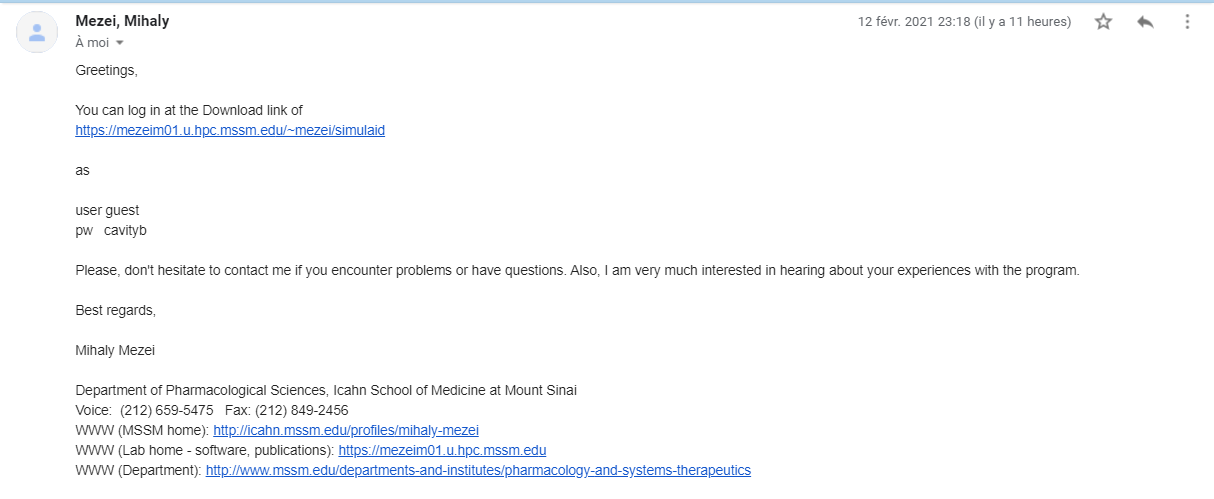 Mezei, Mihaly
12 févr. 2021 23:18 (il y a 11 heures)
À moi
Greetings,
You can log in at the Download link of
https://mezeim01.u.hpc.mssm.edu/~mezei/simulaid
as
user guest
pw   cavityb
Please, don't hesitate to contact me if you encounter problems or have questions. Also, I am very much interested in hearing about your experiences with the program.
Best regards,
Mihaly Mezei
Department of Pharmacological Sciences, Icahn School of Medicine at Mount Sinai
Voice:  (212) 659-5475   Fax: (212) 849-2456
WWW (MSSM home): http://icahn.mssm.edu/profiles/mihaly-mezei
WWW (Lab home - software, publications): https://mezeim01.u.hpc.mssm.edu
WWW (Department): http://www.mssm.edu/departments-and-institutes/pharmacology-and-systems-therapeutics